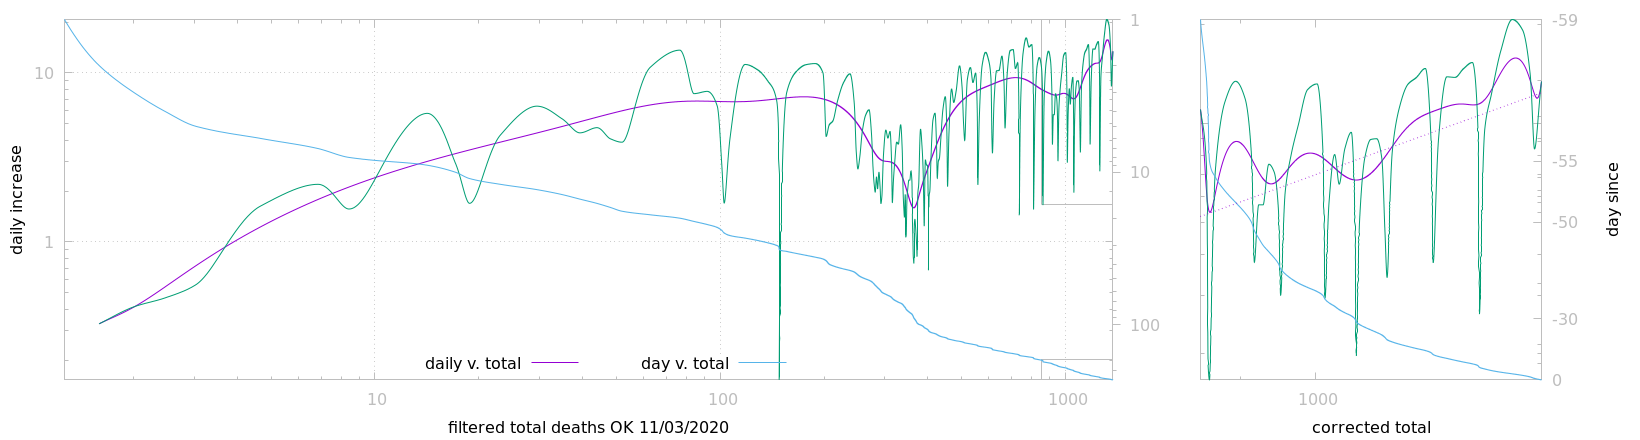 daily increase
10
1
1
10
100
daily v. total
day v. total
10
100
1000
filtered total deaths OK 11/03/2020
-59
-55
-50
-30
0
day since
1000
corrected total